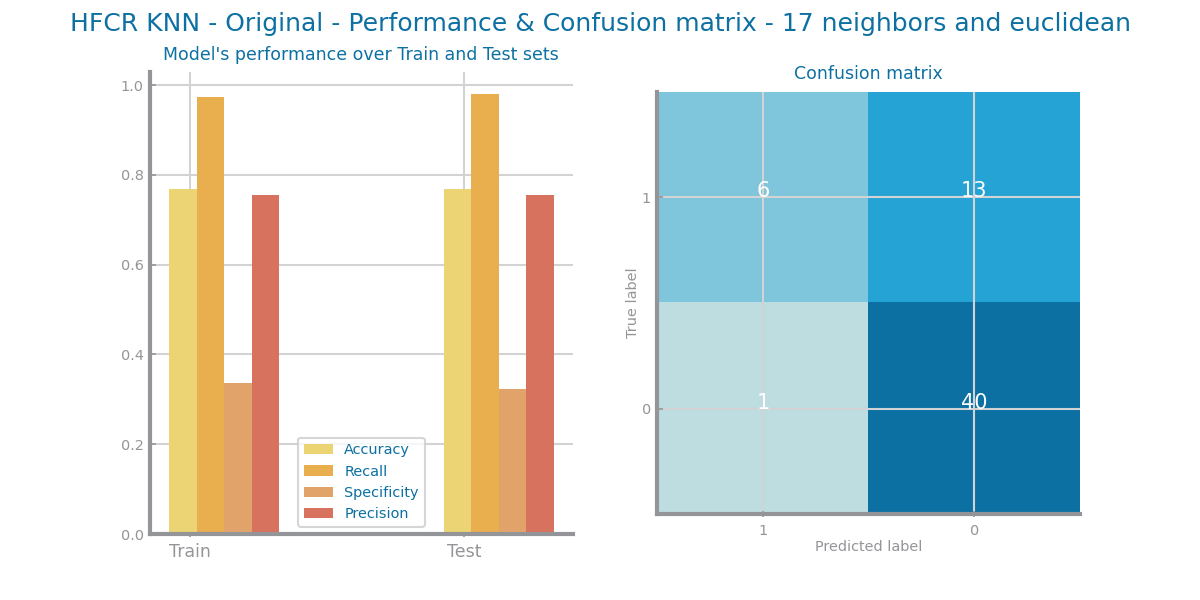 HFCR KNN - Original - Performance & Confusion matrix - 17 neighbors and euclidean
Model's performance over Train and Test sets
1.0
0.8
0.6
0.4
0.2
0.0
Train
Test
Accuracy
Recall
Specificity
Precision
Confusion matrix
True label
1
0
6
13
1
40
1
0
Predicted label